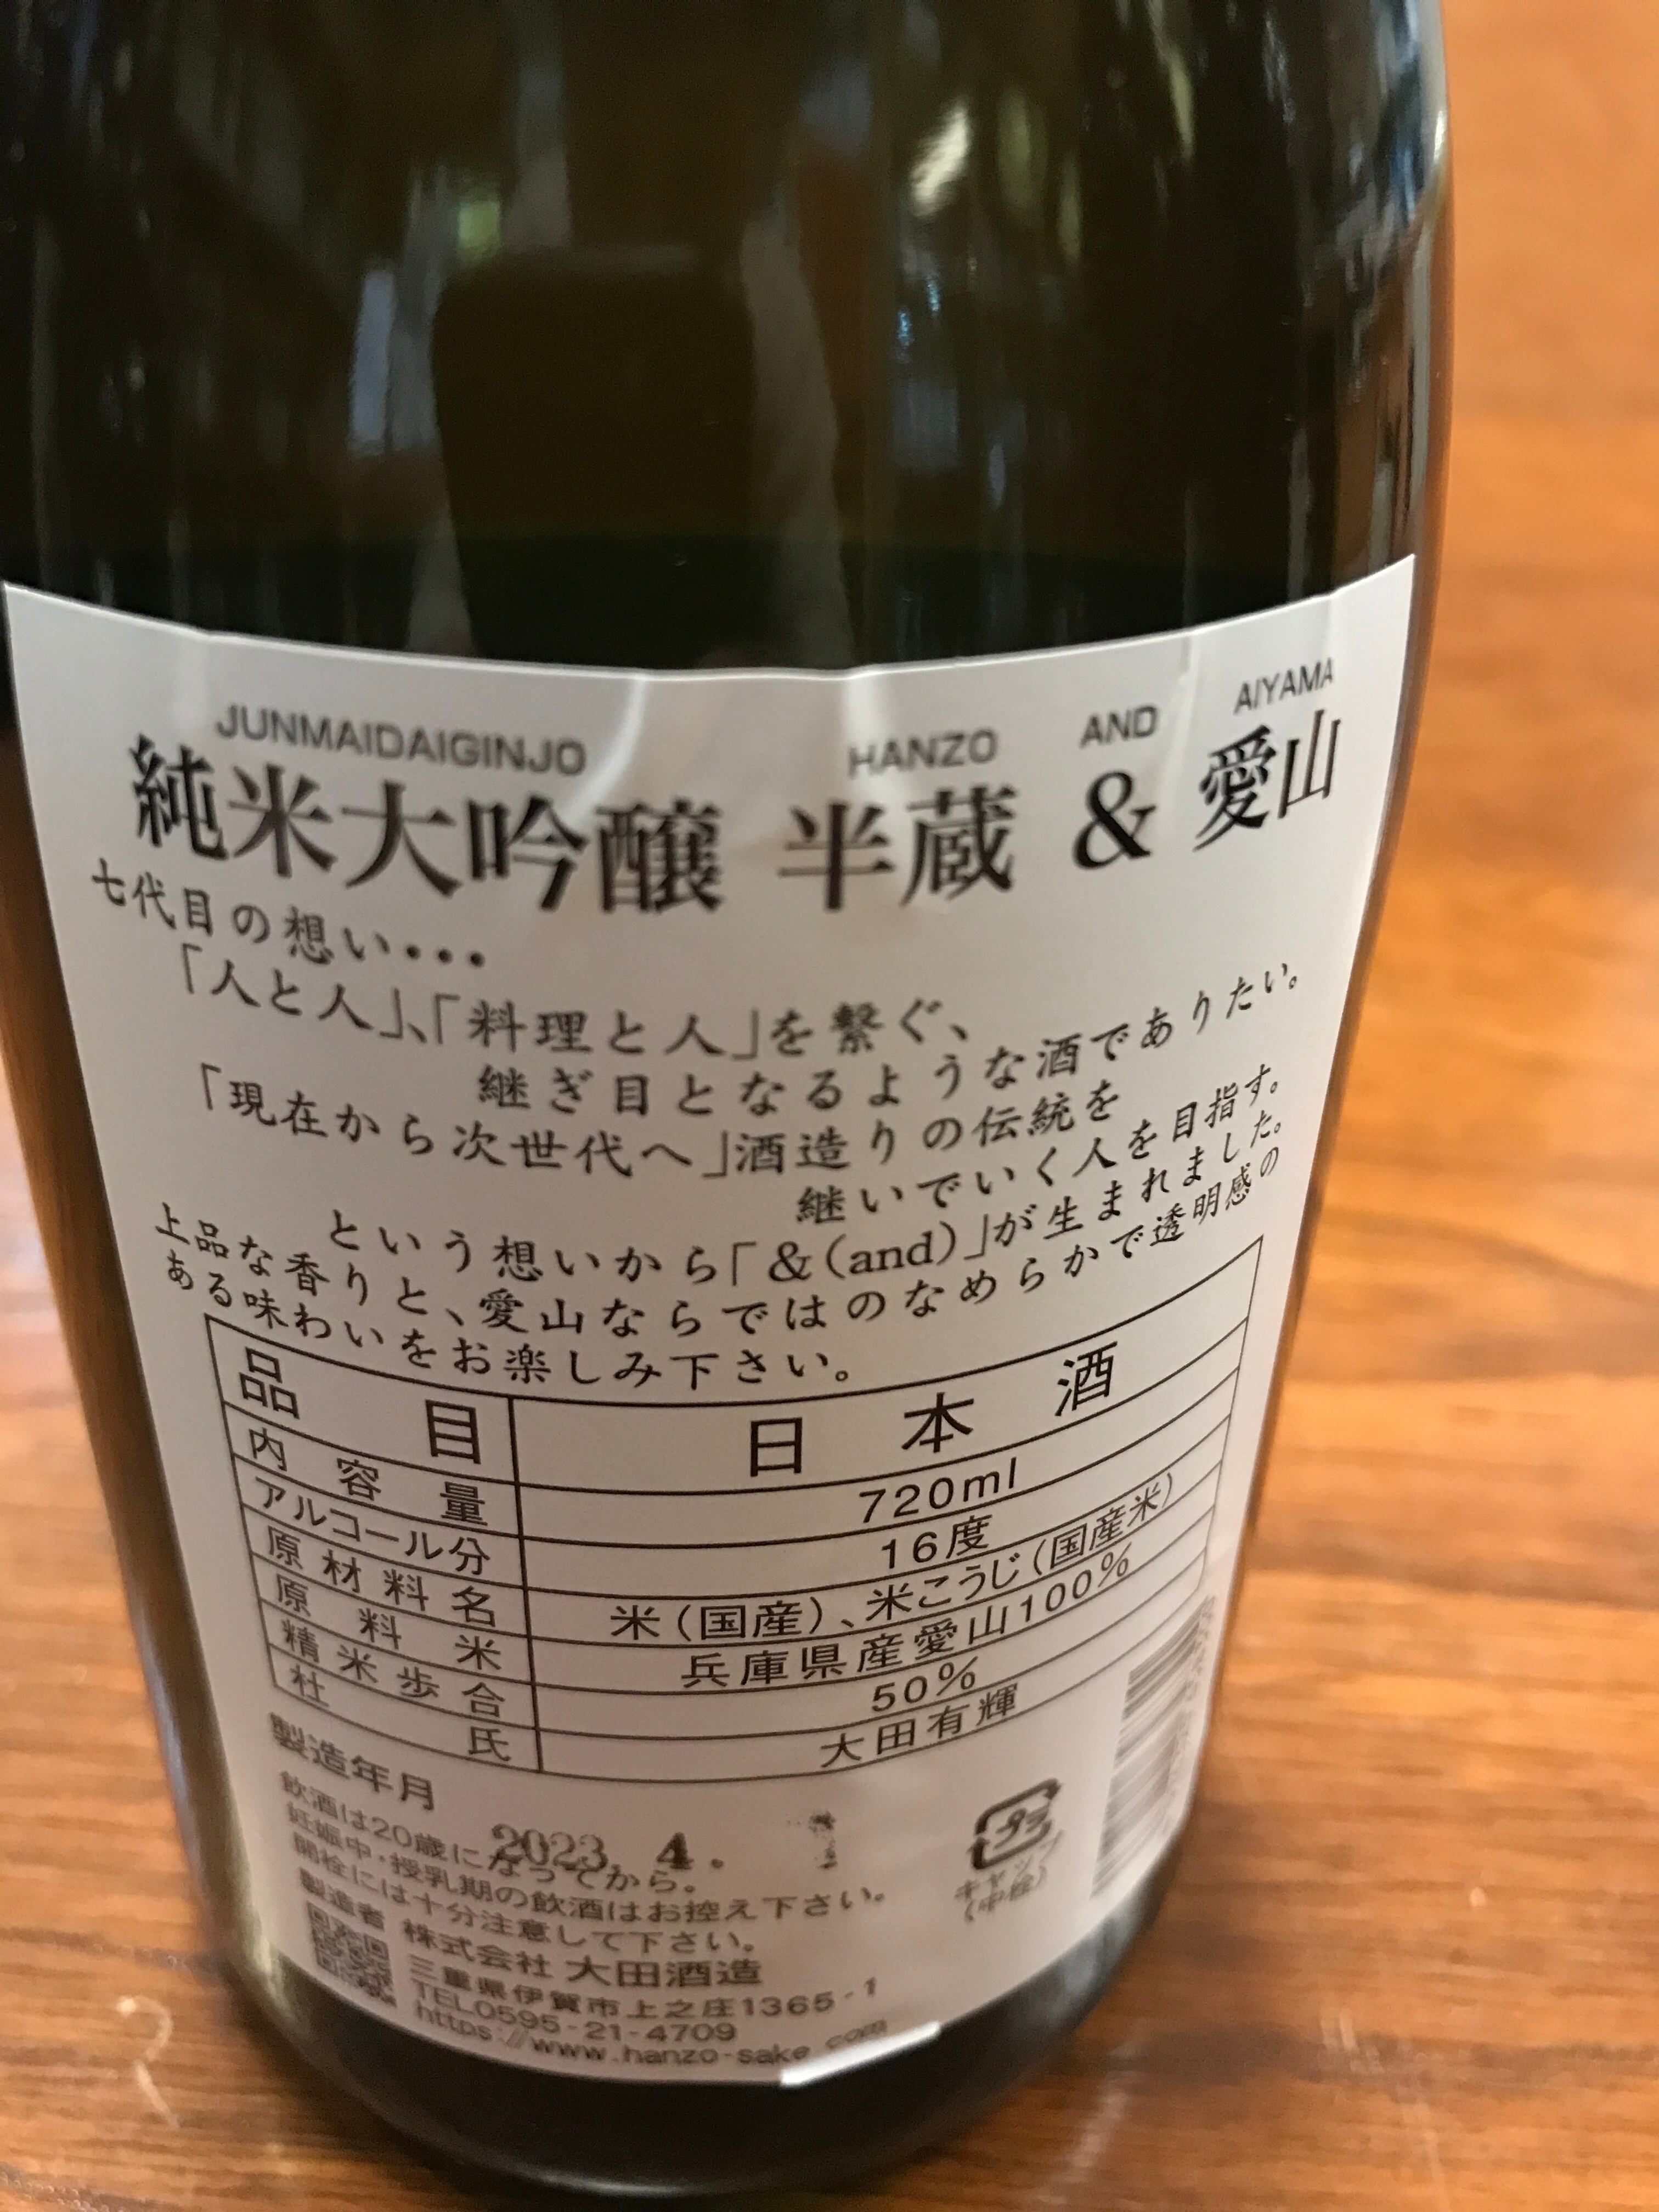 JUNMAIDAIGINJO HANZO AND AIYAMA
純米大吟醸 半蔵 & 愛山
七代目の想い・・・
「人と人」、「料理と人」を繋ぐ、
継ぎ目となるような酒でありたい。
「現在から次世代へ」酒造りの伝統を
継いでいく人を目指す。
という想いから「&(and)」が生まれました。
上品な香りと、愛山ならではのなめらかで透明感の
ある味わいをお楽しみ下さい。
品目 日本酒
内容量 720ml
アルコール分 16度
原材料名 米(国産)、米こうじ(国産米)
原料米 兵庫県産愛山100%
精米歩合 50%
杜氏 大田有輝
製造年月
2023. 4.
飲酒は20歳になってから。
妊娠中・授乳期の飲酒はお控え下さい。
開栓には十分注意して下さい。
製造者 株式会社 大田酒造
三重県伊賀市上之庄1365-1
TEL0595-21-4709
https://www.hanzo-sake.com
プラ
キャップ
(中栓)